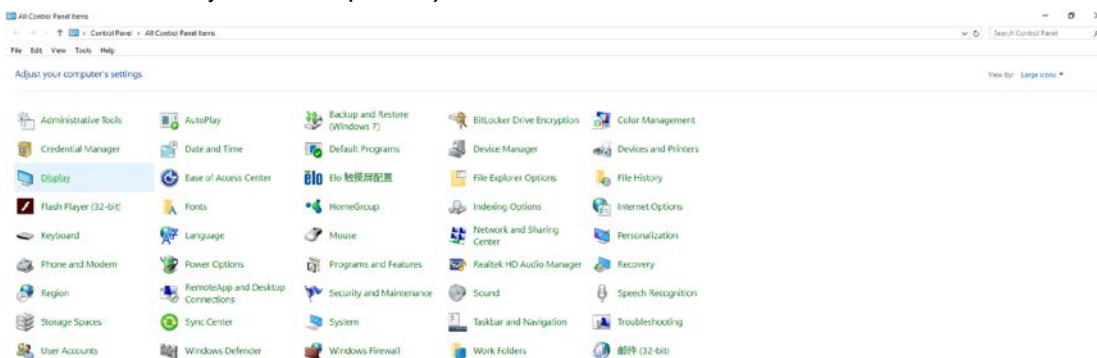 All Control Panel Items
Control Panel › All Control Panel Items
Search Control Panel
File Edit View Tools Help
Adjust your computer's settings
View by: Large icons
Administrative Tools
AutoPlay
Backup and Restore
(Windows 7)
BitLocker Drive Encryption
Color Management
Credential Manager
Date and Time
Default Programs
Device Manager
Devices and Printers
Display
Ease of Access Center
elo
Elo 触摸屏配置
File Explorer Options
File History
Flash Player (32-bit)
Fonts
HomeGroup
Indexing Options
Internet Options
Keyboard
Language
Mouse
Network and Sharing
Center
Personalization
Phone and Modem
Power Options
Programs and Features
Realtek HD Audio Manager
Recovery
Region
RemoteApp and Desktop
Connections
Security and Maintenance
Sound
Speech Recognition
Storage Spaces
Sync Center
System
Taskbar and Navigation
Troubleshooting
User Accounts
Windows Defender
Windows Firewall
Work Folders
邮件 (32-bit)